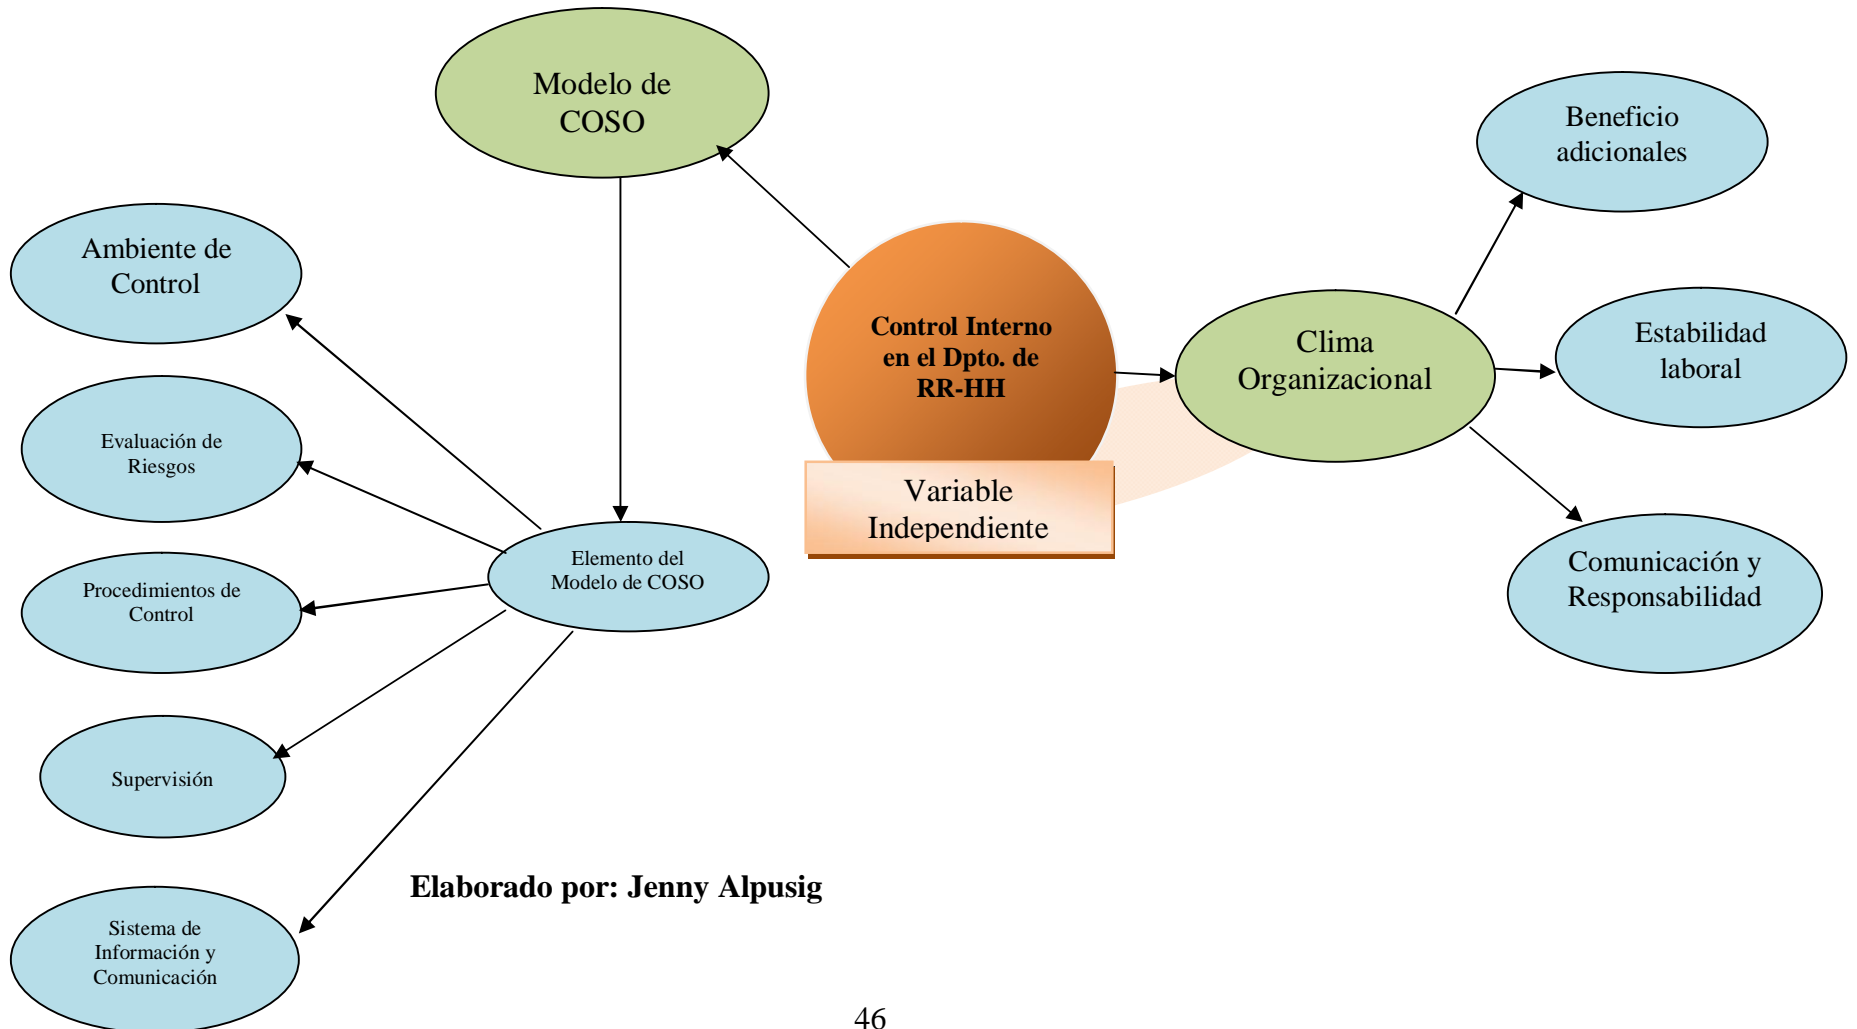 Modelo de
COSO
Beneficio
adicionales
Ambiente de
Control
Control Interno
en el Dpto. de
RR-HH
Clima
Organizacional
Estabilidad
laboral
Evaluación de
Riesgos
Variable
Independiente
Elemento del
Modelo de COSO
Comunicación y
Responsabilidad
Procedimientos de
Control
Supervisión
Elaborado por: Jenny Alpusig
Sistema de
Información y
Comunicación
46